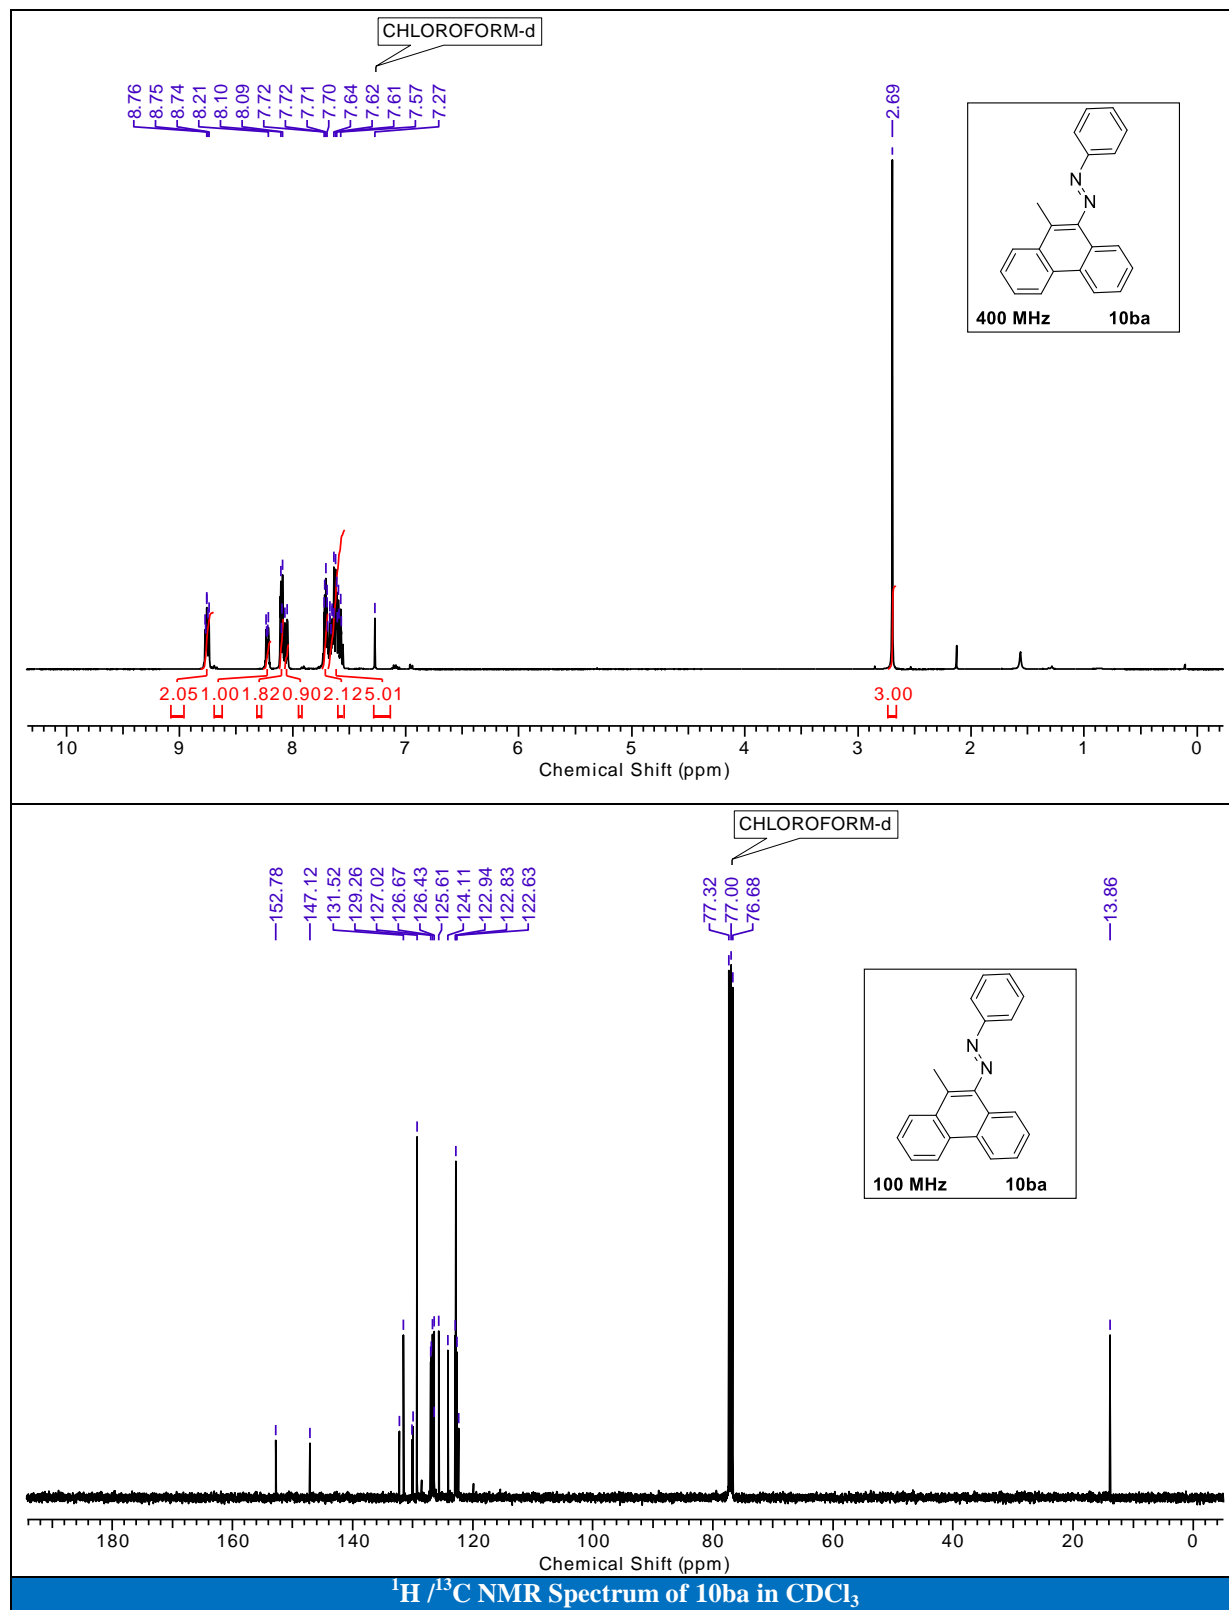 CHLOROFORM-d
8.76
8.75
8.74
8.21
8.10
8.09
7.72
7.72
7.71
7.70
7.64
7.62
7.61
7.57
7.27
2.69
N
N
400 MHz 10ba
2.05 1.00 1.82 0.90 2.12 5.01 3.00
10 9 8 7 6 5 4 3 2 1 0
Chemical Shift (ppm)
CHLOROFORM-d
152.78
147.12
131.52
129.26
127.02
126.67
126.43
125.61
124.11
122.94
122.83
122.63
77.32
77.00
76.68
13.86
N
N
100 MHz 10ba
180 160 140 120 100 80 60 40 20 0
Chemical Shift (ppm)
¹H /¹³C NMR Spectrum of 10ba in CDCl₃